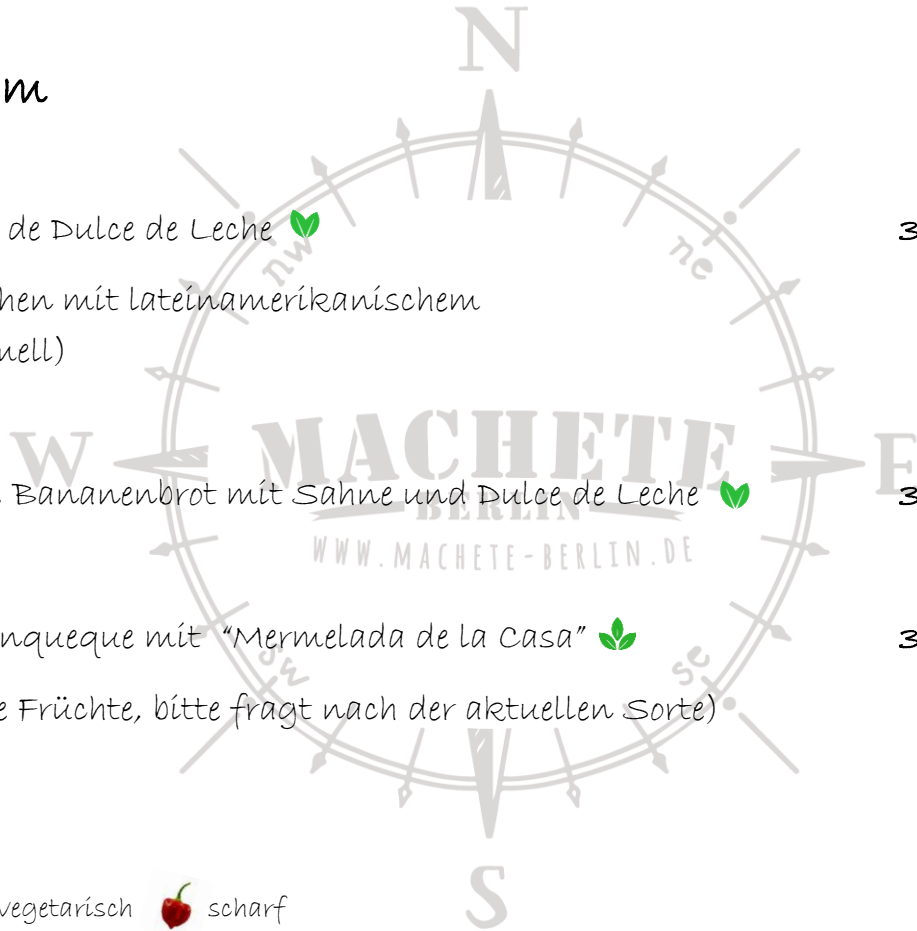 N
m
de Dulce de Leche 3
nw ne
hen mit lateinamerikanischem
nell)
W MACHETE E
Bananenbrot mit Sahne und Dulce de Leche 3
BERLIN
WWW.MACHETE-BERLIN.DE
nqueque mit "Mermelada de la Casa" 3
sw se
e Früchte, bitte fragt nach der aktuellen Sorte)
S
vegetarisch scharf